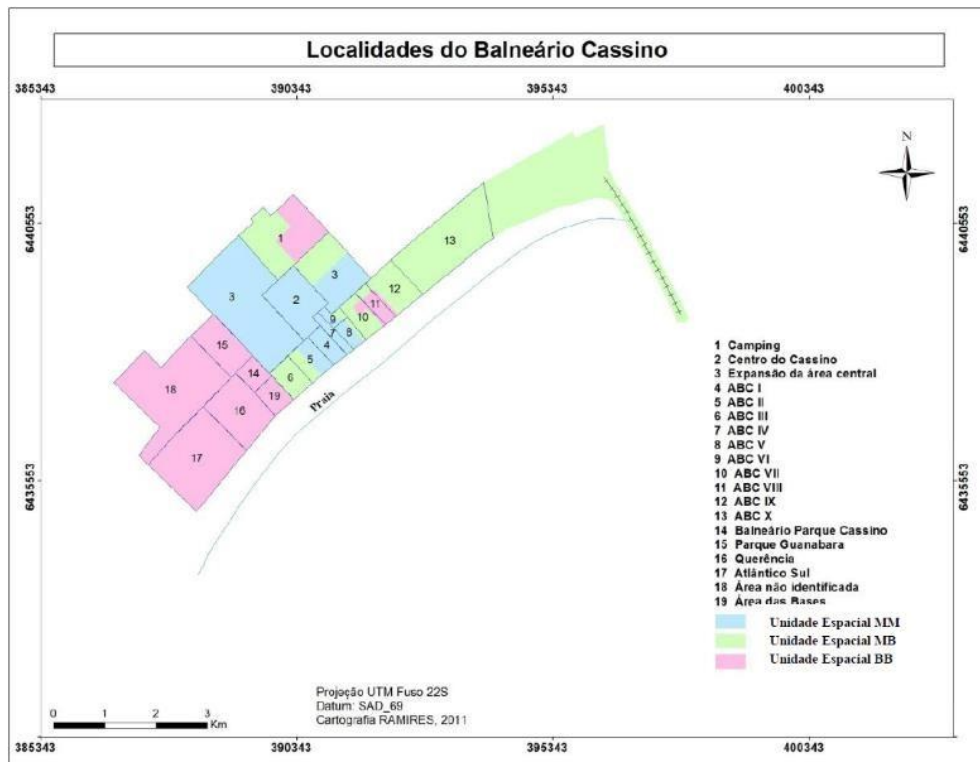 Localidades do Balneário Cassino
385343 390343 395343 400343
N
6440553 6440553
1
13
3
3
2
12
11
10
9
7 8
4
5
15
6
14
18
19
Praia
16
17
6435553 6435553
1 Camping
2 Centro do Cassino
3 Expansão da área central
4 ABC I
5 ABC II
6 ABC III
7 ABC IV
8 ABC V
9 ABC VI
10 ABC VII
11 ABC VIII
12 ABC IX
13 ABC X
14 Balneário Parque Cassino
15 Parque Guanabara
16 Querência
17 Atlântico Sul
18 Área não identificada
19 Área das Bases
Unidade Espacial MM
Unidade Espacial MB
Unidade Espacial BB
Projeção UTM Fuso 22S
Datum: SAD_69
Cartografia RAMIRES, 2011
0 1 2 3
Km
385343 390343 395343 400343